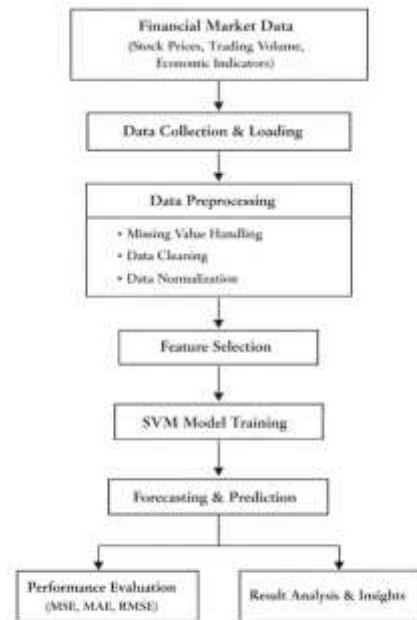 Financial Market Data
(Stock Prices, Trading Volume,
Economic Indicators)
Data Collection & Loading
Data Preprocessing
• Missing Value Handling
• Data Cleaning
• Data Normalization
Feature Selection
SVM Model Training
Forecasting & Prediction
Performance Evaluation
(MSE, MAE, RMSE)
Result Analysis & Insights